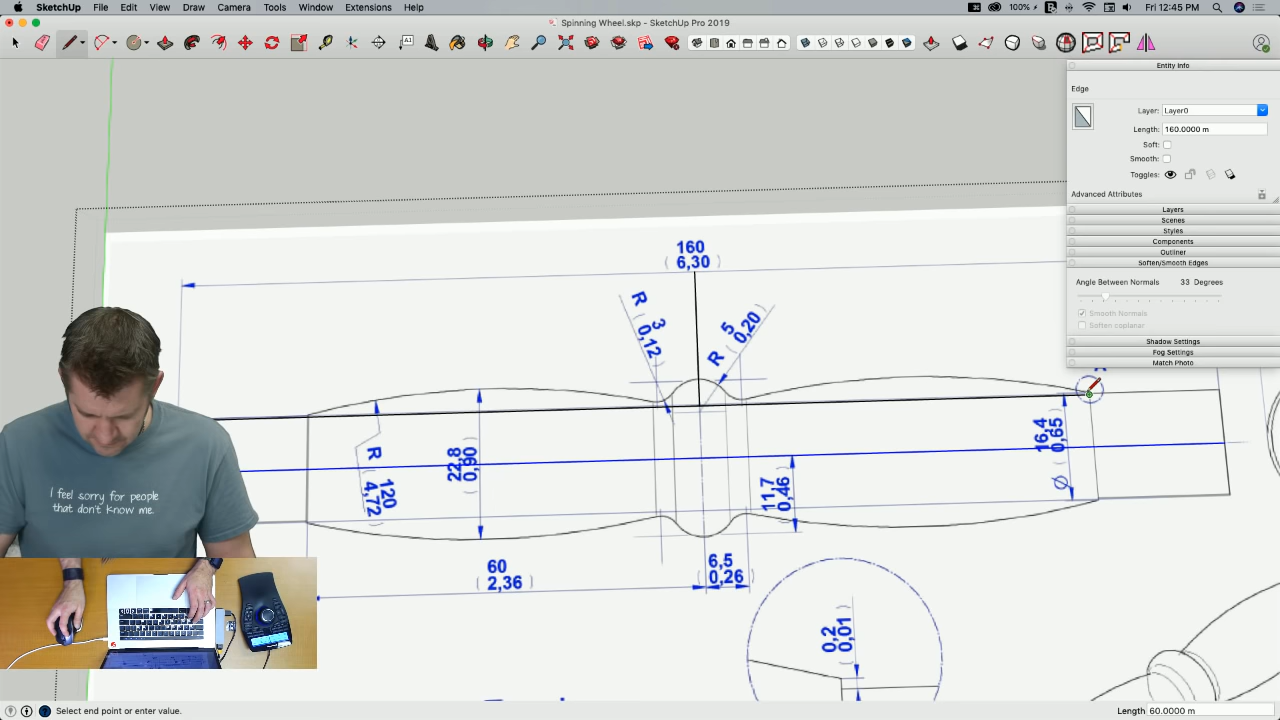 SketchUp File Edit View Draw Camera Tools Window Extensions Help
100% Fri 12:45 PM
Spinning Wheel.skp - SketchUp Pro 2019
Entity Info
Edge
Layer: Layer0
Length: 160.0000 m
Soft:
Smooth:
Toggles:
Advanced Attributes
Layers
Scenes
Styles
Components
Outliner
Soften/Smooth Edges
Angle Between Normals 33 Degrees
Smooth Normals
Soften coplanar
Shadow Settings
Fog Settings
Match Photo
160
( 6,30 )
R 3
( 0,12 )
R 5
( 0,20 )
R 120
( 4,72 )
22,8
( 0,90 )
11,7
( 0,46 )
Ø 16,4
( 0,65 )
60
( 2,36 )
6,5
( 0,26 )
0,2
( 0,01 )
I feel sorry for people
that don't know me.
Select end point or enter value.
Length 60.0000 m